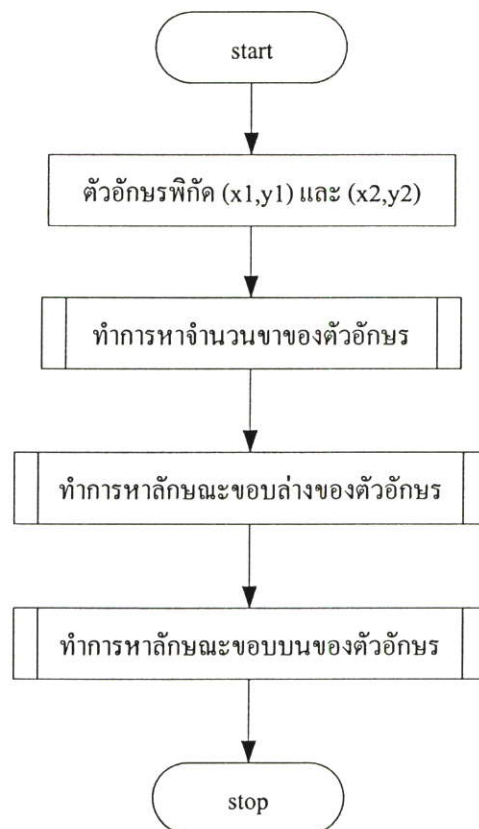 start
ตัวอักษรพิกัด (x1,y1) และ (x2,y2)
ทำการหาจำนวนขาของตัวอักษร
ทำการหาลักษณะขอบล่างของตัวอักษร
ทำการหาลักษณะขอบบนของตัวอักษร
stop